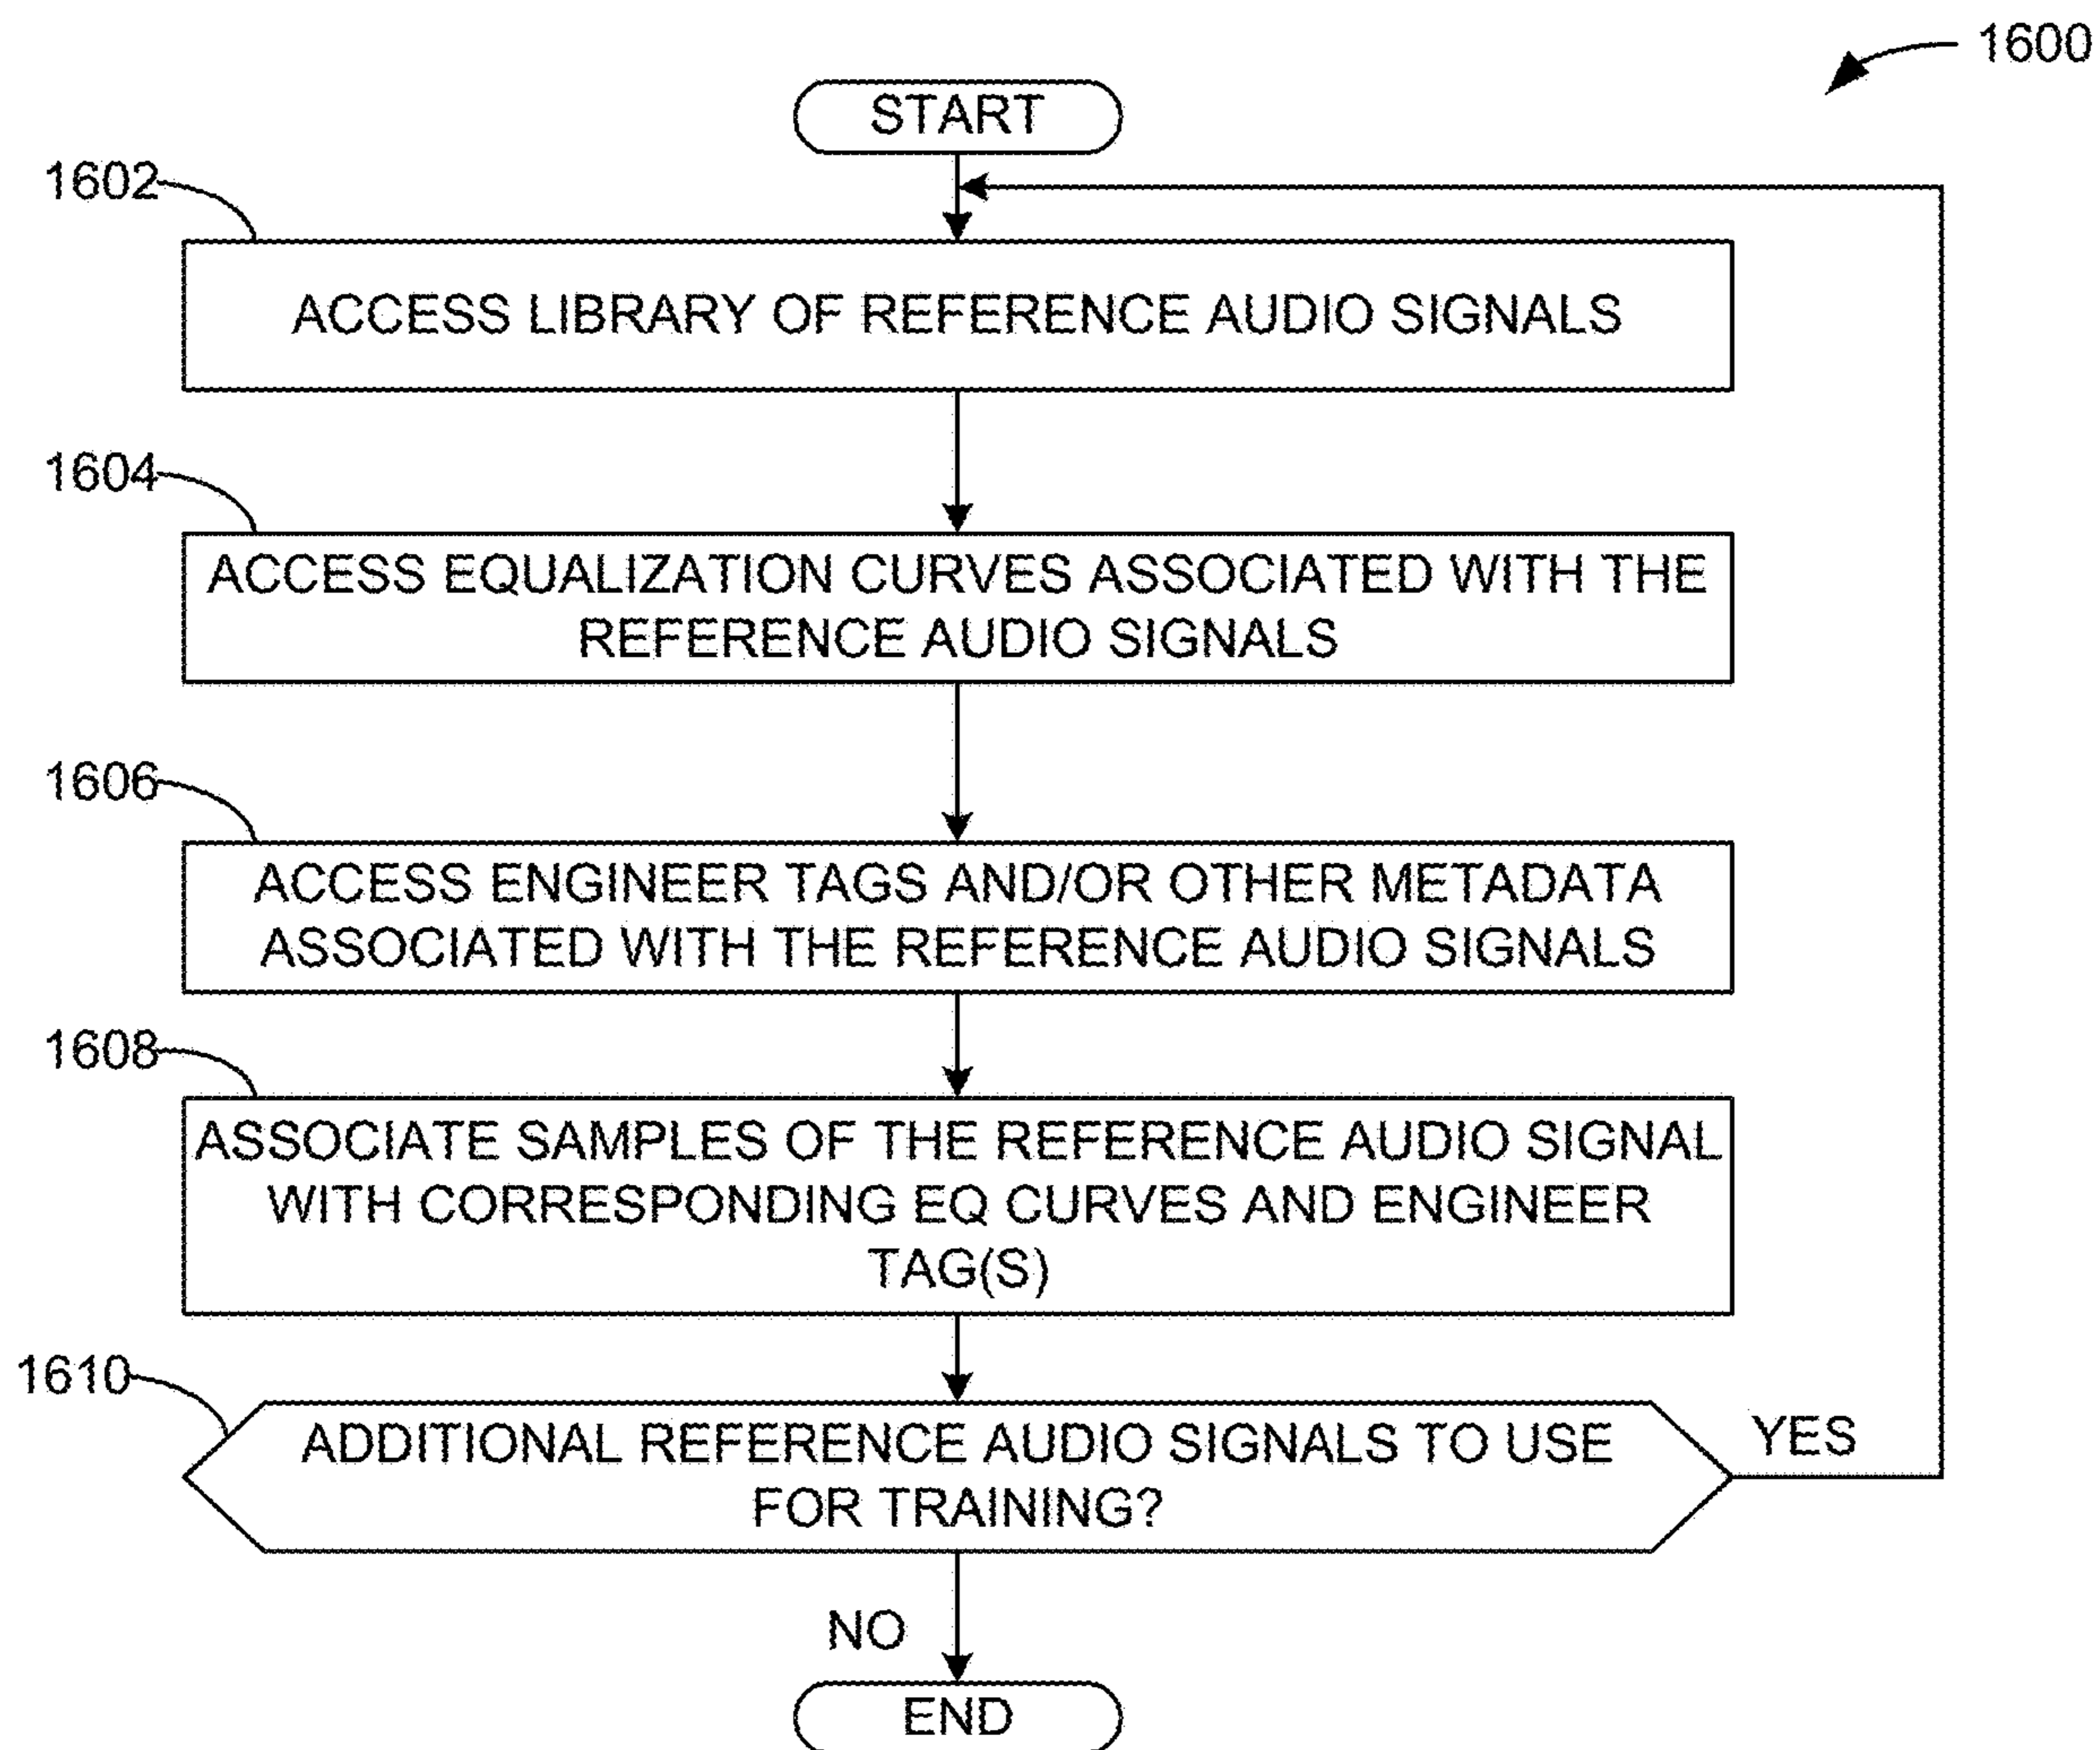 1600
START
1602
ACCESS LIBRARY OF REFERENCE AUDIO SIGNALS
1604
ACCESS EQUALIZATION CURVES ASSOCIATED WITH THE
REFERENCE AUDIO SIGNALS
1606
ACCESS ENGINEER TAGS AND/OR OTHER METADATA
ASSOCIATED WITH THE REFERENCE AUDIO SIGNALS
1608
ASSOCIATE SAMPLES OF THE REFERENCE AUDIO SIGNAL
WITH CORRESPONDING EQ CURVES AND ENGINEER
TAG(S)
1610
ADDITIONAL REFERENCE AUDIO SIGNALS TO USE
FOR TRAINING?
YES
NO
END